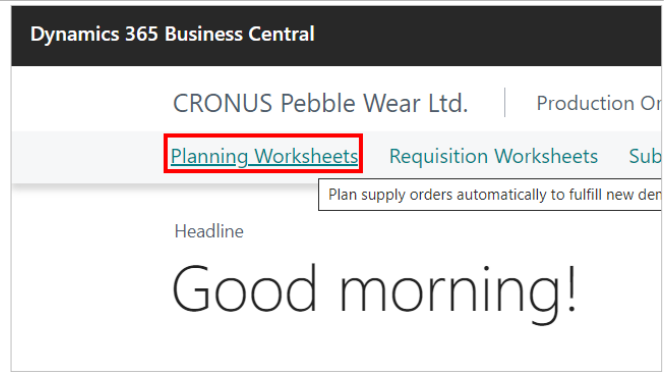 Dynamics 365 Business Central
CRONUS Pebble Wear Ltd. Production
Planning Worksheets Requisition Worksheets
Plan supply orders automatically to fulfill new
Headline
Good morning!